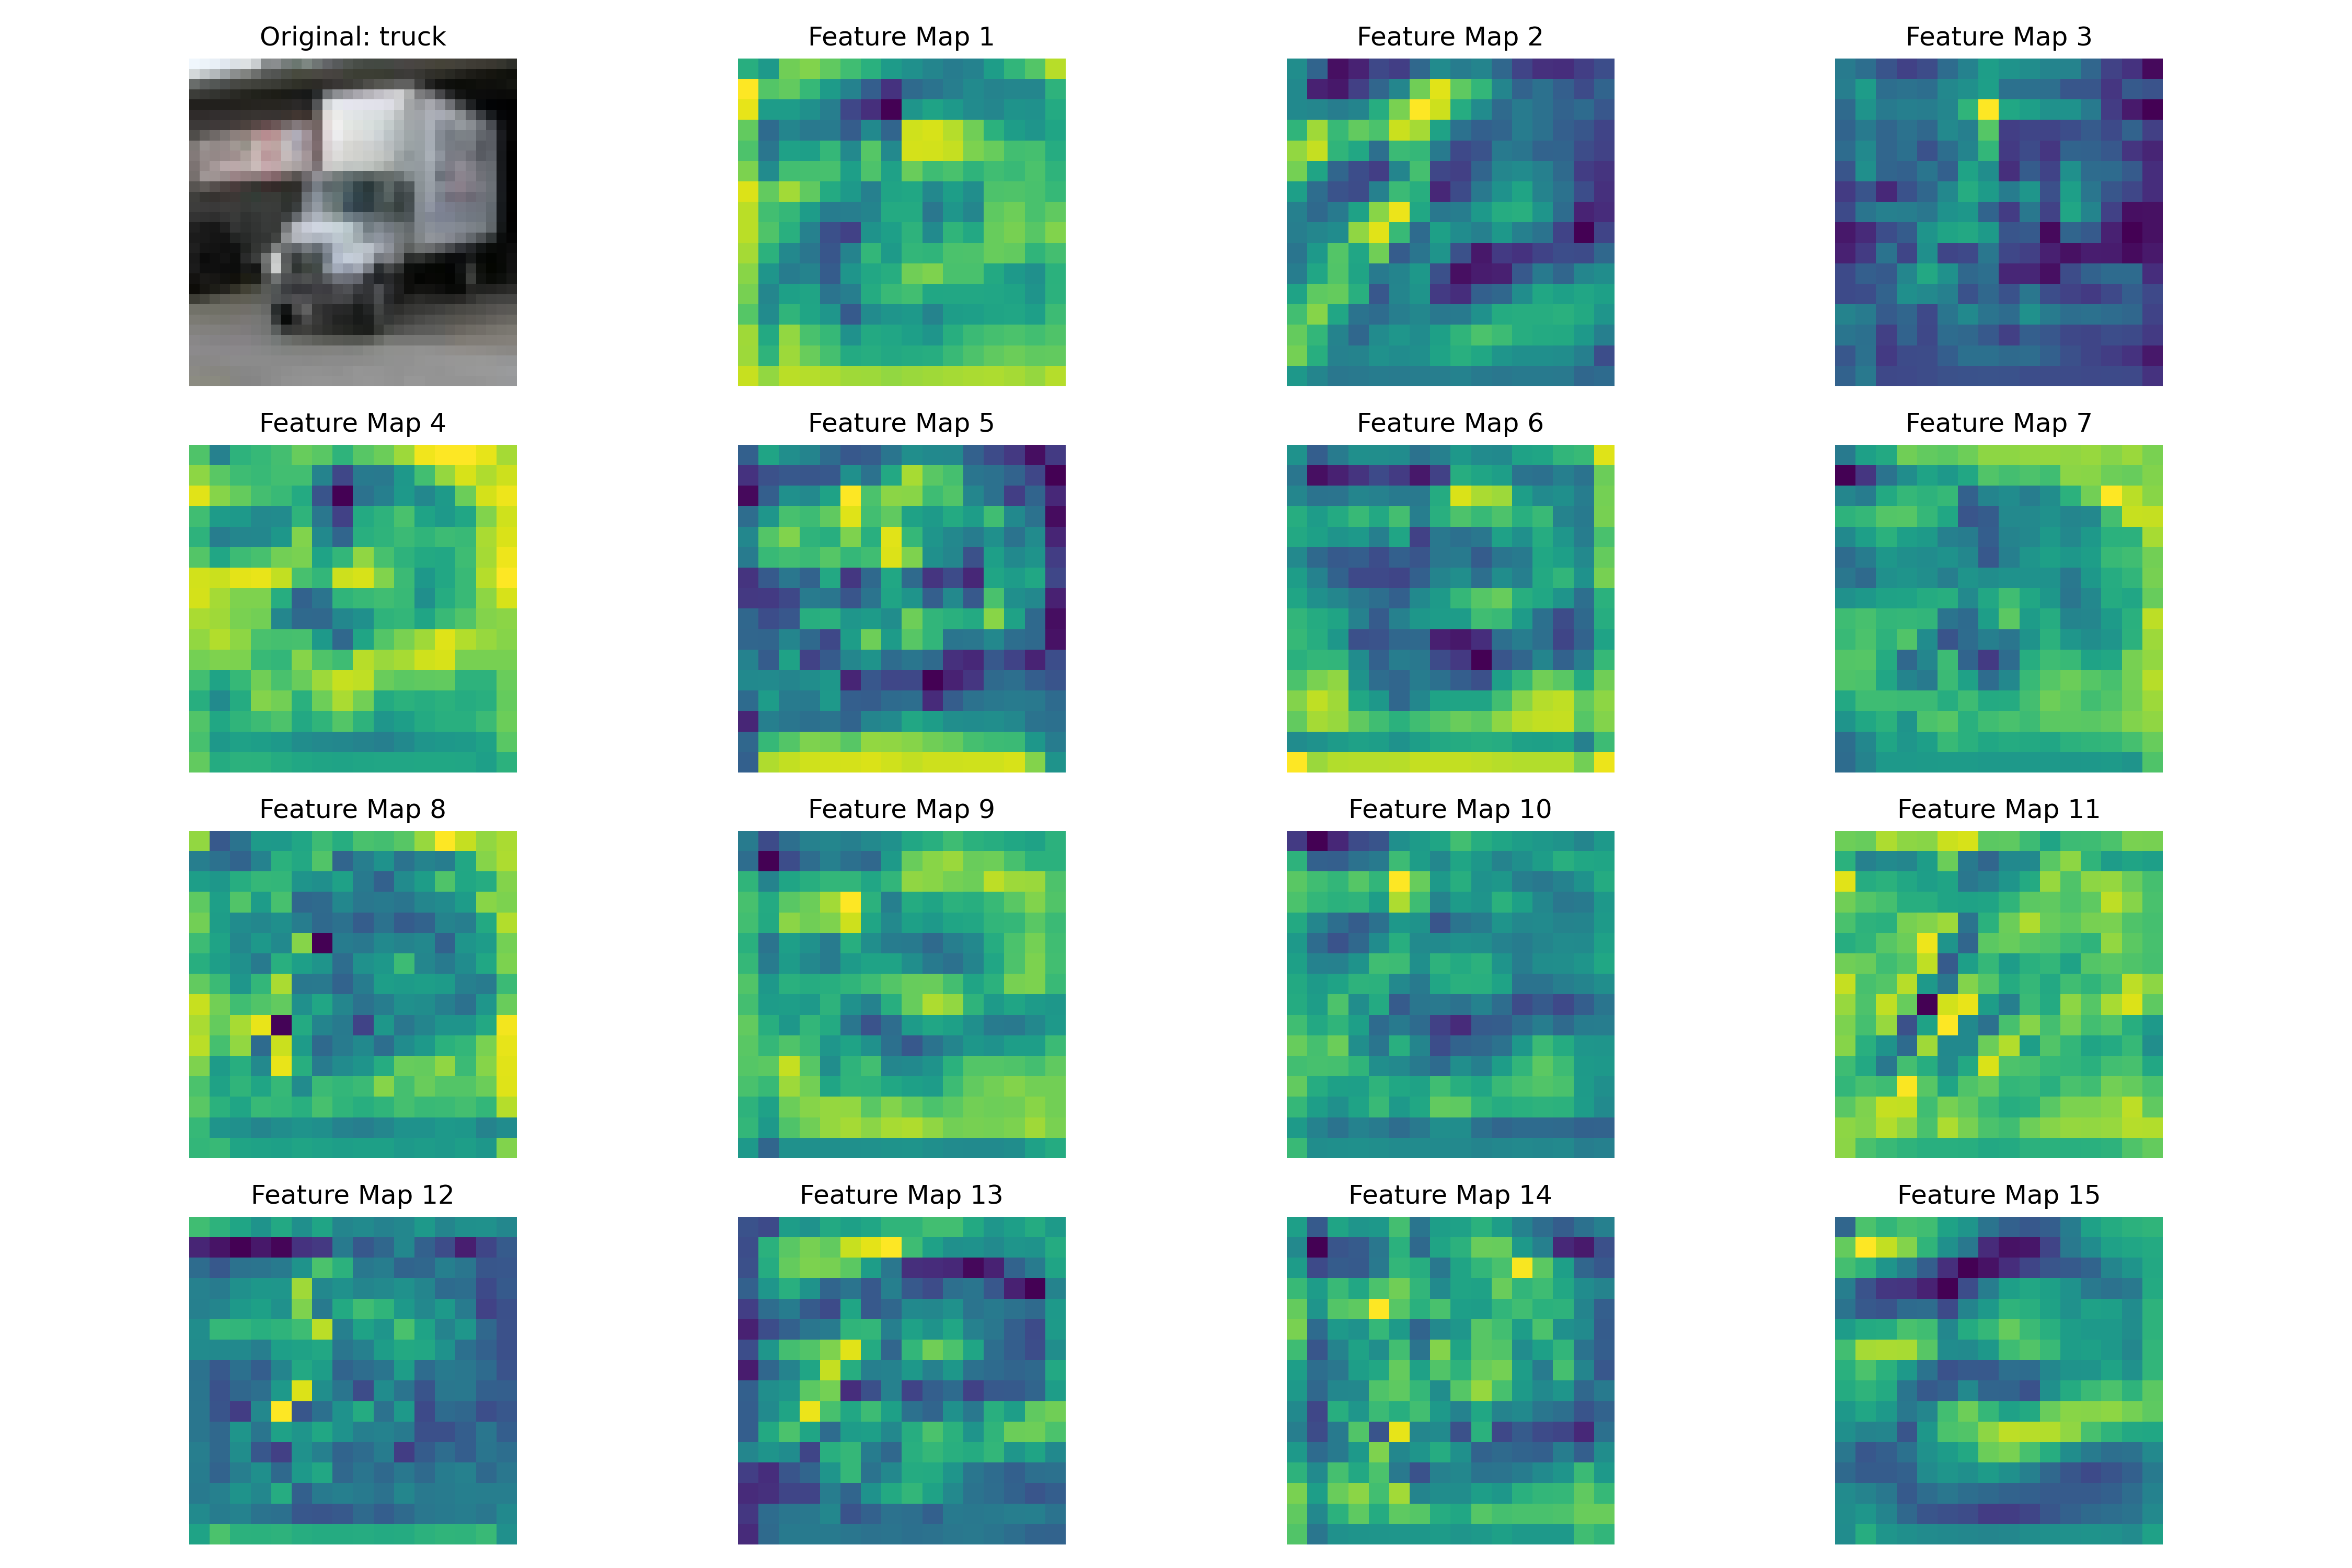 Original: truck
Feature Map 1
Feature Map 2
Feature Map 3
Feature Map 4
Feature Map 5
Feature Map 6
Feature Map 7
Feature Map 8
Feature Map 9
Feature Map 10
Feature Map 11
Feature Map 12
Feature Map 13
Feature Map 14
Feature Map 15